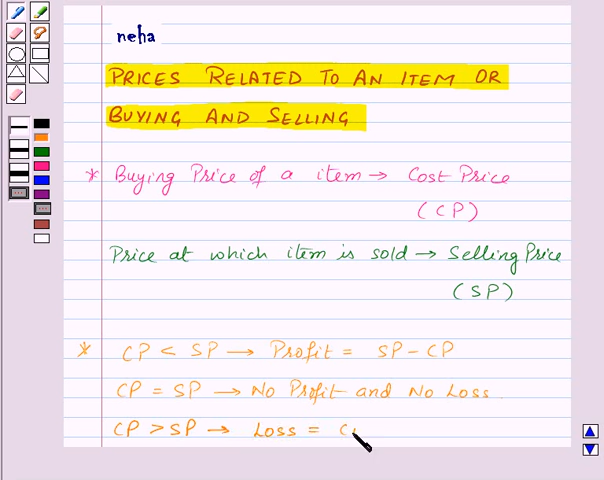 neha
PRICES RELATED TO AN ITEM OR
BUYING AND SELLING
* Buying Price of a item → Cost Price
(CP)
Price at which item is sold → Selling Price
(SP)
* CP < SP → Profit = SP - CP
CP = SP → No Profit and No Loss.
CP > SP → Loss = C